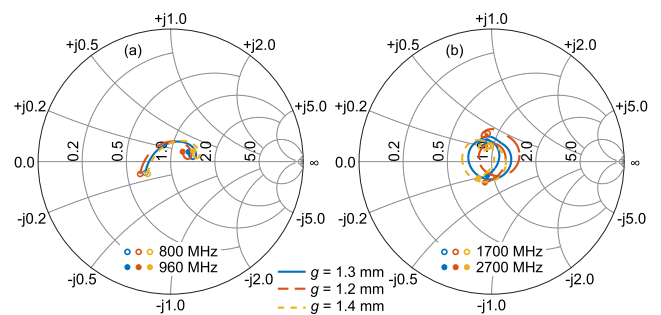 +j1.0
+j0.5 (a) +j2.0
+j0.2 +j5.0
0.0 0.2 0.5 1.0 2.0 5.0 ∞
-j0.2 -j5.0
800 MHz
960 MHz
-j0.5 -j2.0
-j1.0
+j1.0
+j0.5 (b) +j2.0
+j0.2 +j5.0
0.0 0.2 0.5 1.0 2.0 5.0 ∞
-j0.2 -j5.0
1700 MHz
2700 MHz
-j0.5 -j2.0
-j1.0
g = 1.3 mm
g = 1.2 mm
g = 1.4 mm